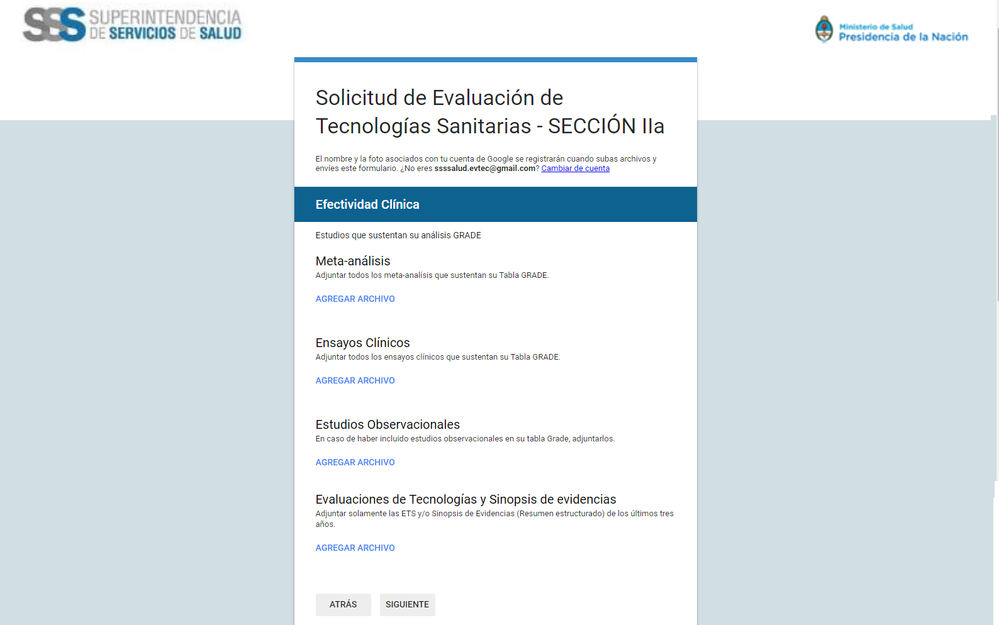 SSS SUPERINTENDENCIA
DE SERVICIOS DE SALUD
Ministerio de Salud
Presidencia de la Nación
Solicitud de Evaluación de
Tecnologías Sanitarias - SECCIÓN IIa
El nombre y la foto asociados con tu cuenta de Google se registrarán cuando subas archivos y
envíes este formulario. ¿No eres ssssalud.evtec@gmail.com? Cambiar de cuenta
Efectividad Clínica
Estudios que sustentan su análisis GRADE
Meta-análisis
Adjuntar todos los meta-analísis que sustentan su Tabla GRADE.
AGREGAR ARCHIVO
Ensayos Clínicos
Adjuntar todos los ensayos clínicos que sustentan su Tabla GRADE.
AGREGAR ARCHIVO
Estudios Observacionales
En caso de haber incluido estudios observacionales en su tabla Grade, adjuntarlos.
AGREGAR ARCHIVO
Evaluaciones de Tecnologías y Sinopsis de evidencias
Adjuntar solamente las ETS y/o Sinopsis de Evidencias (Resumen estructurado) de los últimos tres
años.
AGREGAR ARCHIVO
ATRÁS SIGUIENTE